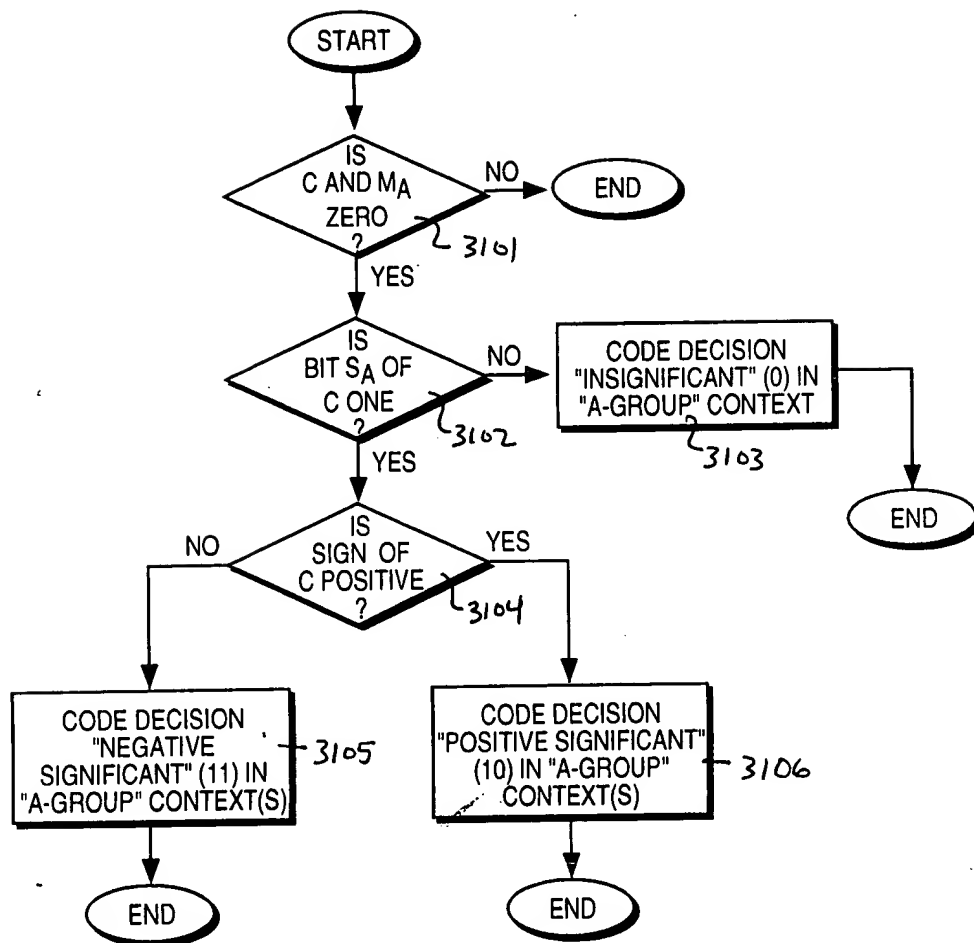 START
IS
C AND MA
ZERO
?
3101
NO
END
YES
IS
BIT SA OF
C ONE
?
3102
NO
CODE DECISION
"INSIGNIFICANT" (0) IN
"A-GROUP" CONTEXT
3103
END
YES
IS
SIGN OF
C POSITIVE
?
3104
NO
YES
CODE DECISION
"NEGATIVE
SIGNIFICANT" (11) IN
"A-GROUP" CONTEXT(S)
3105
END
CODE DECISION
"POSITIVE SIGNIFICANT"
(10) IN "A-GROUP"
CONTEXT(S)
3106
END